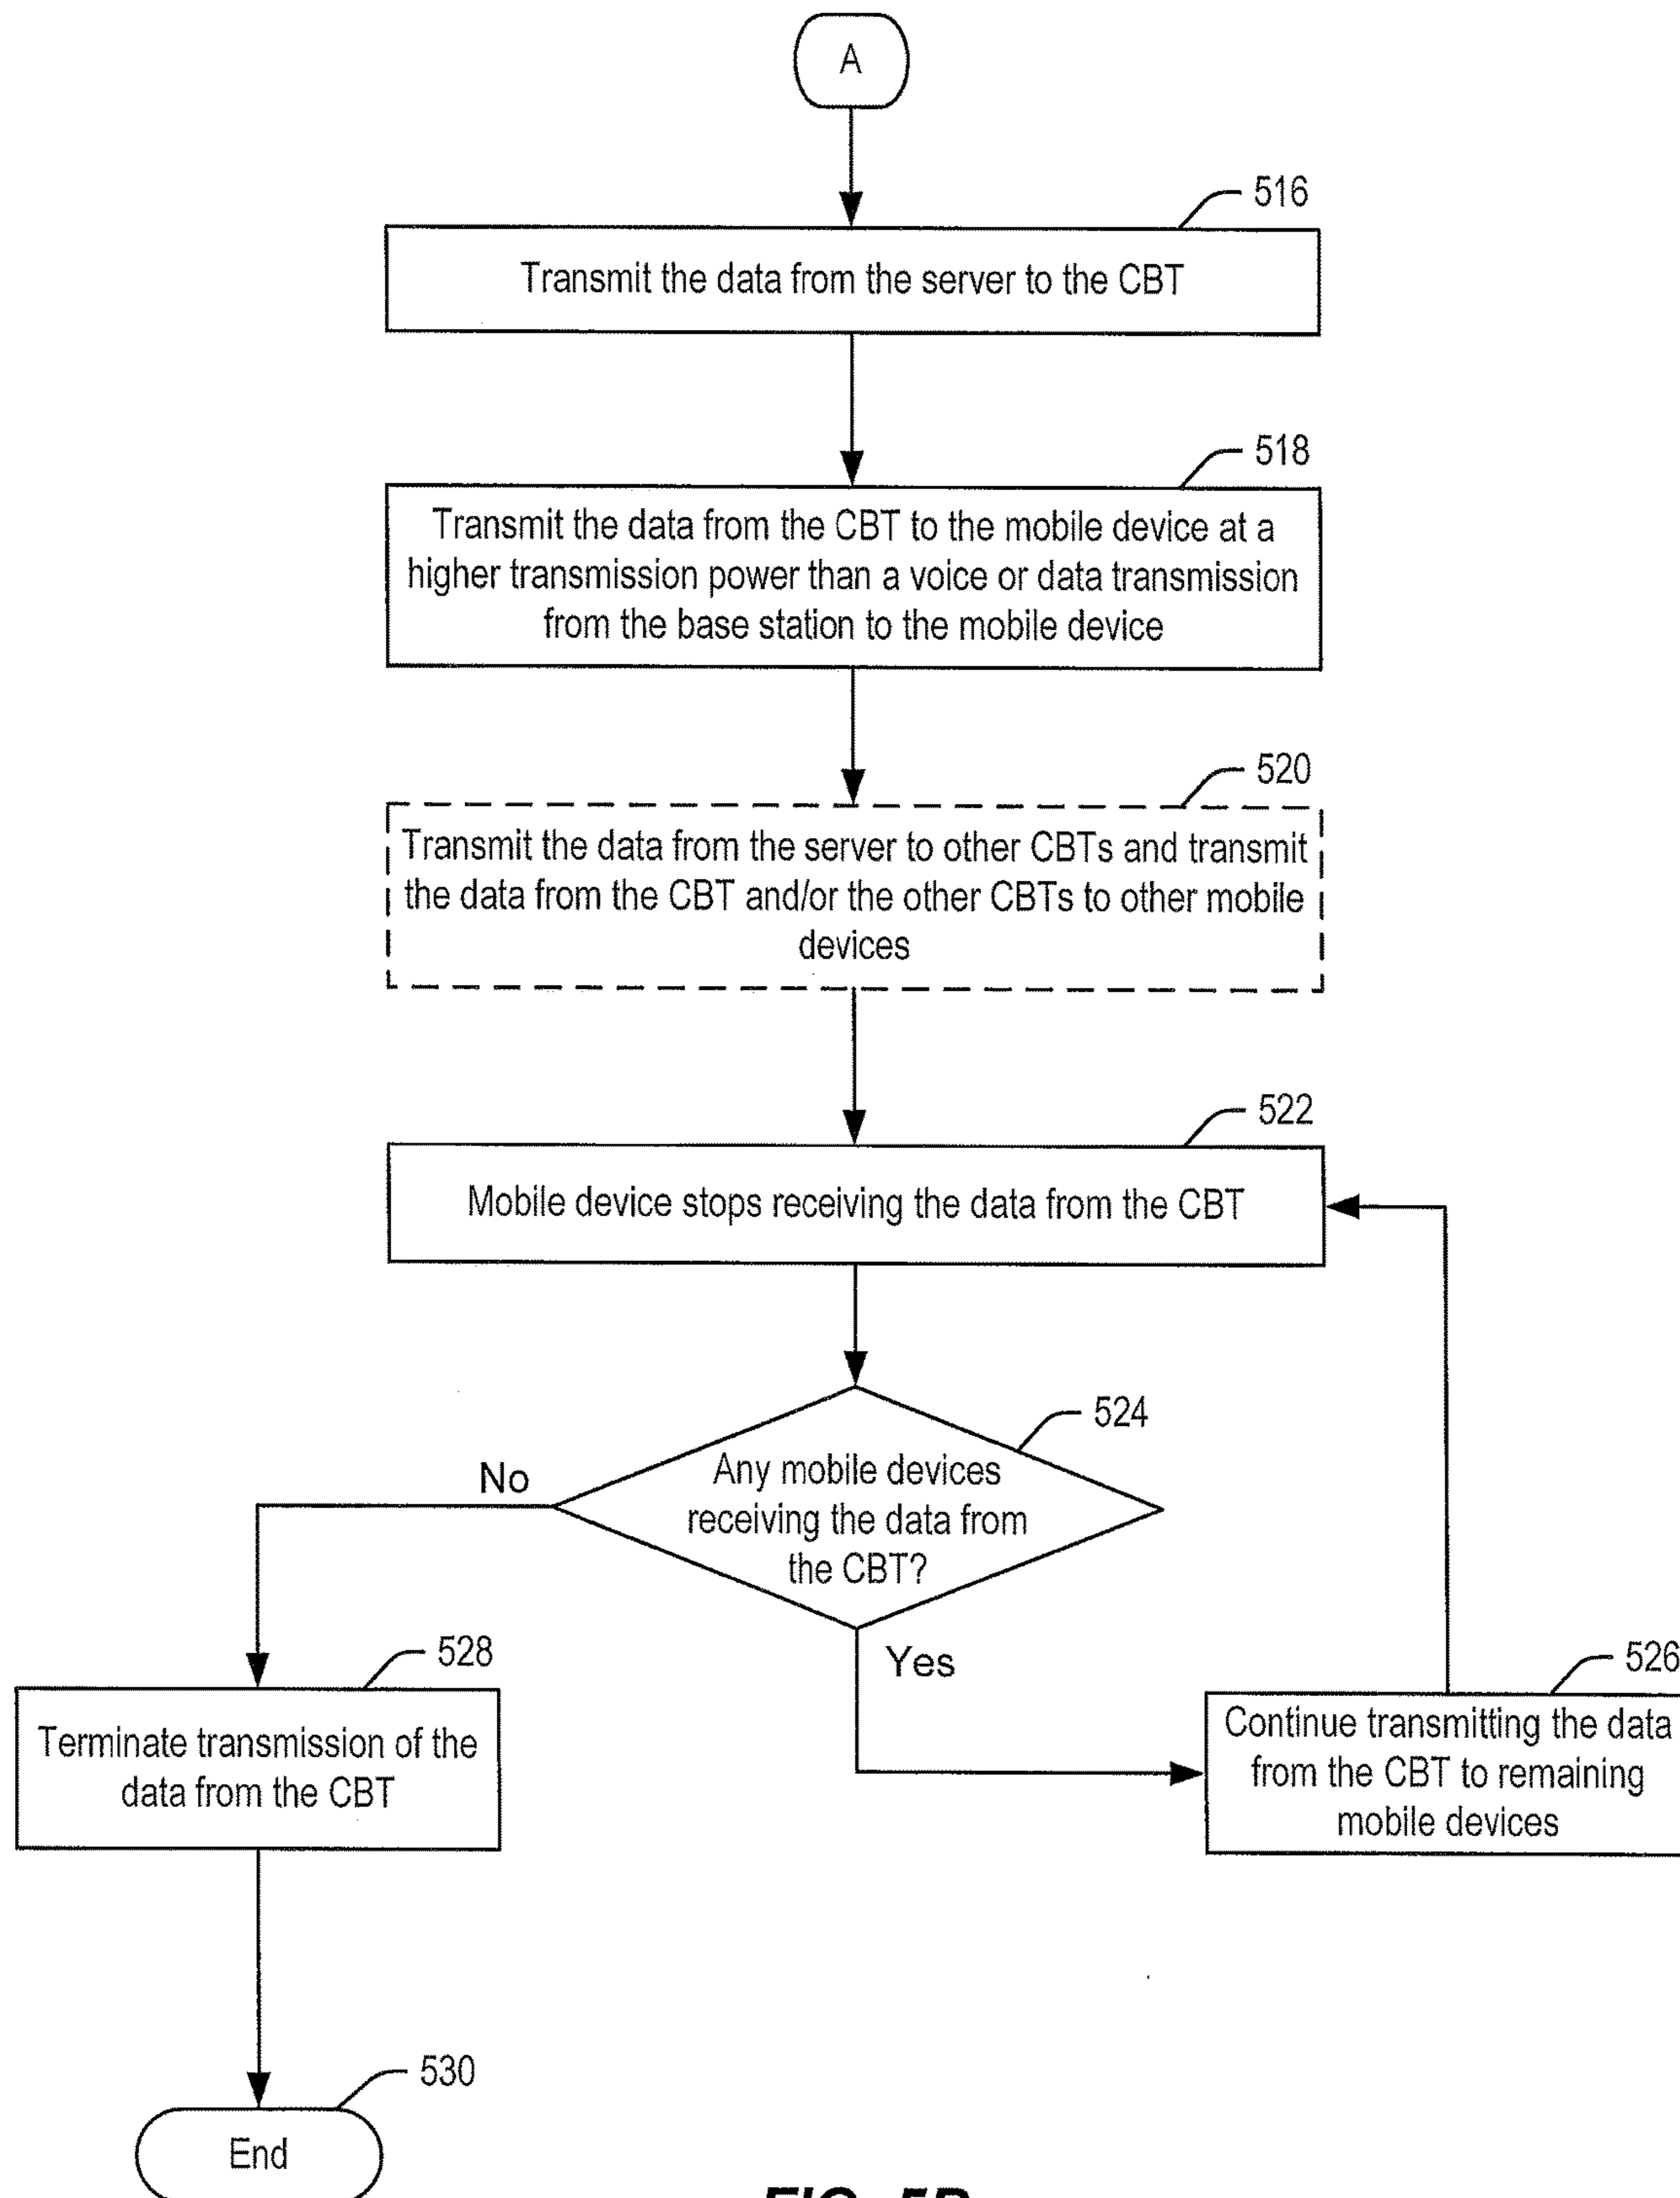 A
516
Transmit the data from the server to the CBT
518
Transmit the data from the CBT to the mobile device at a
higher transmission power than a voice or data transmission
from the base station to the mobile device
520
Transmit the data from the server to other CBTs and transmit
the data from the CBT and/or the other CBTs to other mobile
devices
522
Mobile device stops receiving the data from the CBT
524
Any mobile devices
receiving the data from
the CBT?
No
Yes
528
Terminate transmission of the
data from the CBT
526
Continue transmitting the data
from the CBT to remaining
mobile devices
530
End